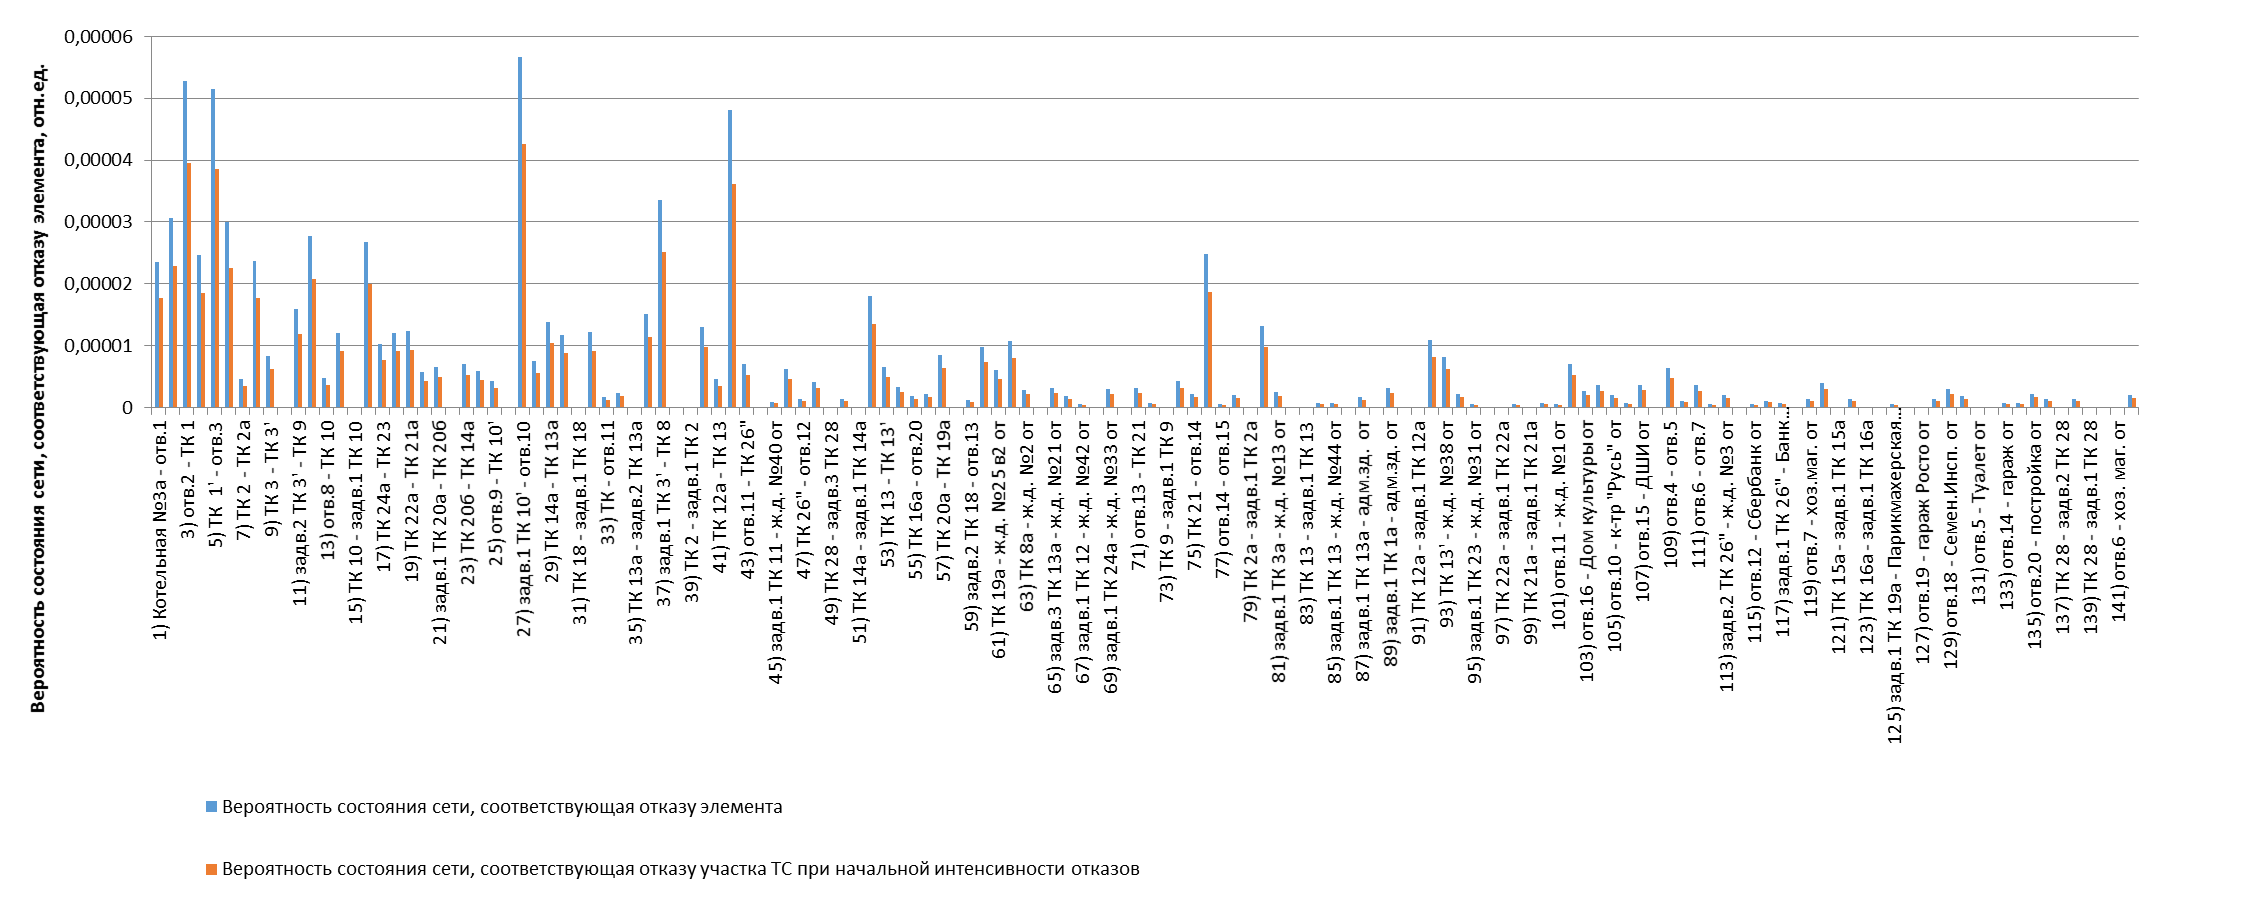 Вероятность состояния сети, соответствующая отказу элемента, отн.ед.
0,00006
0,00005
0,00004
0,00003
0,00002
0,00001
0
1) Котельная №3а - отв.1
3) отв.2 - ТК 1
5) ТК 1' - отв.3
7) ТК 2 - ТК 2а
9) ТК 3 - ТК 3'
11) задв.2 ТК 3' - ТК 9
13) отв.8 - ТК 10
15) ТК 10 - задв.1 ТК 10
17) ТК 24а - ТК 23
19) ТК 22а - ТК 21а
21) задв.1 ТК 20а - ТК 20б
23) ТК 20б - ТК 14а
25) отв.9 - ТК 10'
27) задв.1 ТК 10' - отв.10
29) ТК 14а - ТК 13а
31) ТК 18 - задв.1 ТК 18
33) ТК - отв.11
35) ТК 13а - задв.2 ТК 13а
37) задв.1 ТК 3' - ТК 8
39) ТК 2 - задв.1 ТК 2
41) ТК 12а - ТК 13
43) отв.11 - ТК 26"
45) задв.1 ТК 11 - ж.д. №40 от
47) ТК 26" - отв.12
49) ТК 28 - задв.3 ТК 28
51) ТК 14а - задв.1 ТК 14а
53) ТК 13 - ТК 13'
55) ТК 16а - отв.20
57) ТК 20а - ТК 19а
59) задв.2 ТК 18 - отв.13
61) ТК 19а - ж.д. №25 в2 от
63) ТК 8а - ж.д. №2 от
65) задв.3 ТК 13а - ж.д. №21 от
67) задв.1 ТК 12 - ж.д. №42 от
69) задв.1 ТК 24а - ж.д. №33 от
71) отв.13 - ТК 21
73) ТК 9 - задв.1 ТК 9
75) ТК 21 - отв.14
77) отв.14 - отв.15
79) ТК 2а - задв.1 ТК 2а
81) задв.1 ТК 3а - ж.д. №13 от
83) ТК 13 - задв.1 ТК 13
85) задв.1 ТК 13 - ж.д. №44 от
87) задв.1 ТК 13а - адм.зд. от
89) задв.1 ТК 1а - адм.зд. от
91) ТК 12а - задв.1 ТК 12а
93) ТК 13' - ж.д. №38 от
95) задв.1 ТК 23 - ж.д. №31 от
97) ТК 22а - задв.1 ТК 22а
99) ТК 21а - задв.1 ТК 21а
101) отв.11 - ж.д. №1 от
103) отв.16 - Дом культуры от
105) отв.10 - к-тр "Русь" от
107) отв.15 - ДШИ от
109) отв.4 - отв.5
111) отв.6 - отв.7
113) задв.2 ТК 26" - ж.д. №3 от
115) отв.12 - Сбербанк от
117) задв.1 ТК 26" - Банк...
119) отв.7 - хоз.маг. от
121) ТК 15а - задв.1 ТК 15а
123) ТК 16а - задв.1 ТК 16а
125) задв.1 ТК 19а - Парикмахерская...
127) отв.19 - гараж Росто от
129) отв.18 - Семен.Инсп. от
131) отв.5 - Туалет от
133) отв.14 - гараж от
135) отв.20 - постройка от
137) ТК 28 - задв.2 ТК 28
139) ТК 28 - задв.1 ТК 28
141) отв.6 - хоз. маг. от
Вероятность состояния сети, соответствующая отказу элемента
Вероятность состояния сети, соответствующая отказу участка ТС при начальной интенсивности отказов